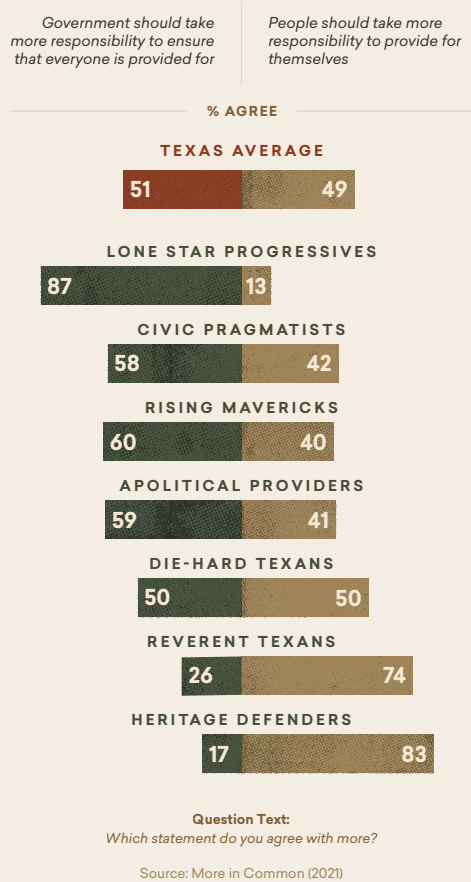 Government should take
more responsibility to ensure
that everyone is provided for
People should take more
responsibility to provide for
themselves
% AGREE
TEXAS AVERAGE
51 49
LONE STAR PROGRESSIVES
87 13
CIVIC PRAGMATISTS
58 42
RISING MAVERICKS
60 40
APOLITICAL PROVIDERS
59 41
DIE-HARD TEXANS
50 50
REVERENT TEXANS
26 74
HERITAGE DEFENDERS
17 83
Question Text:
Which statement do you agree with more?
Source: More in Common (2021)